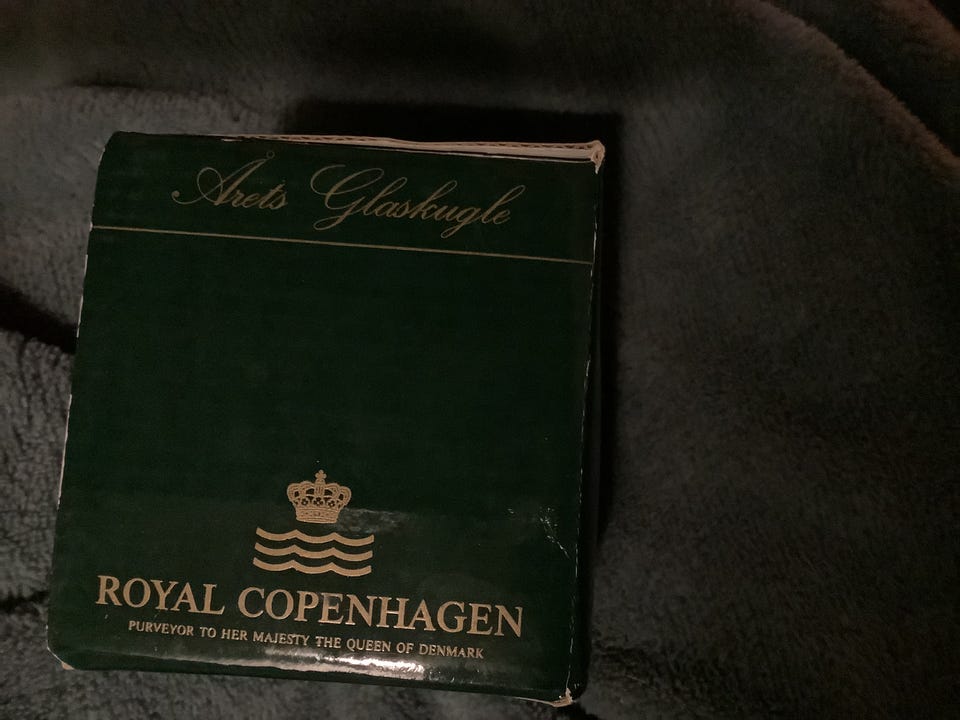 Årets Glaskugle
ROYAL COPENHAGEN
PURVEYOR TO HER MAJESTY THE QUEEN OF DENMARK